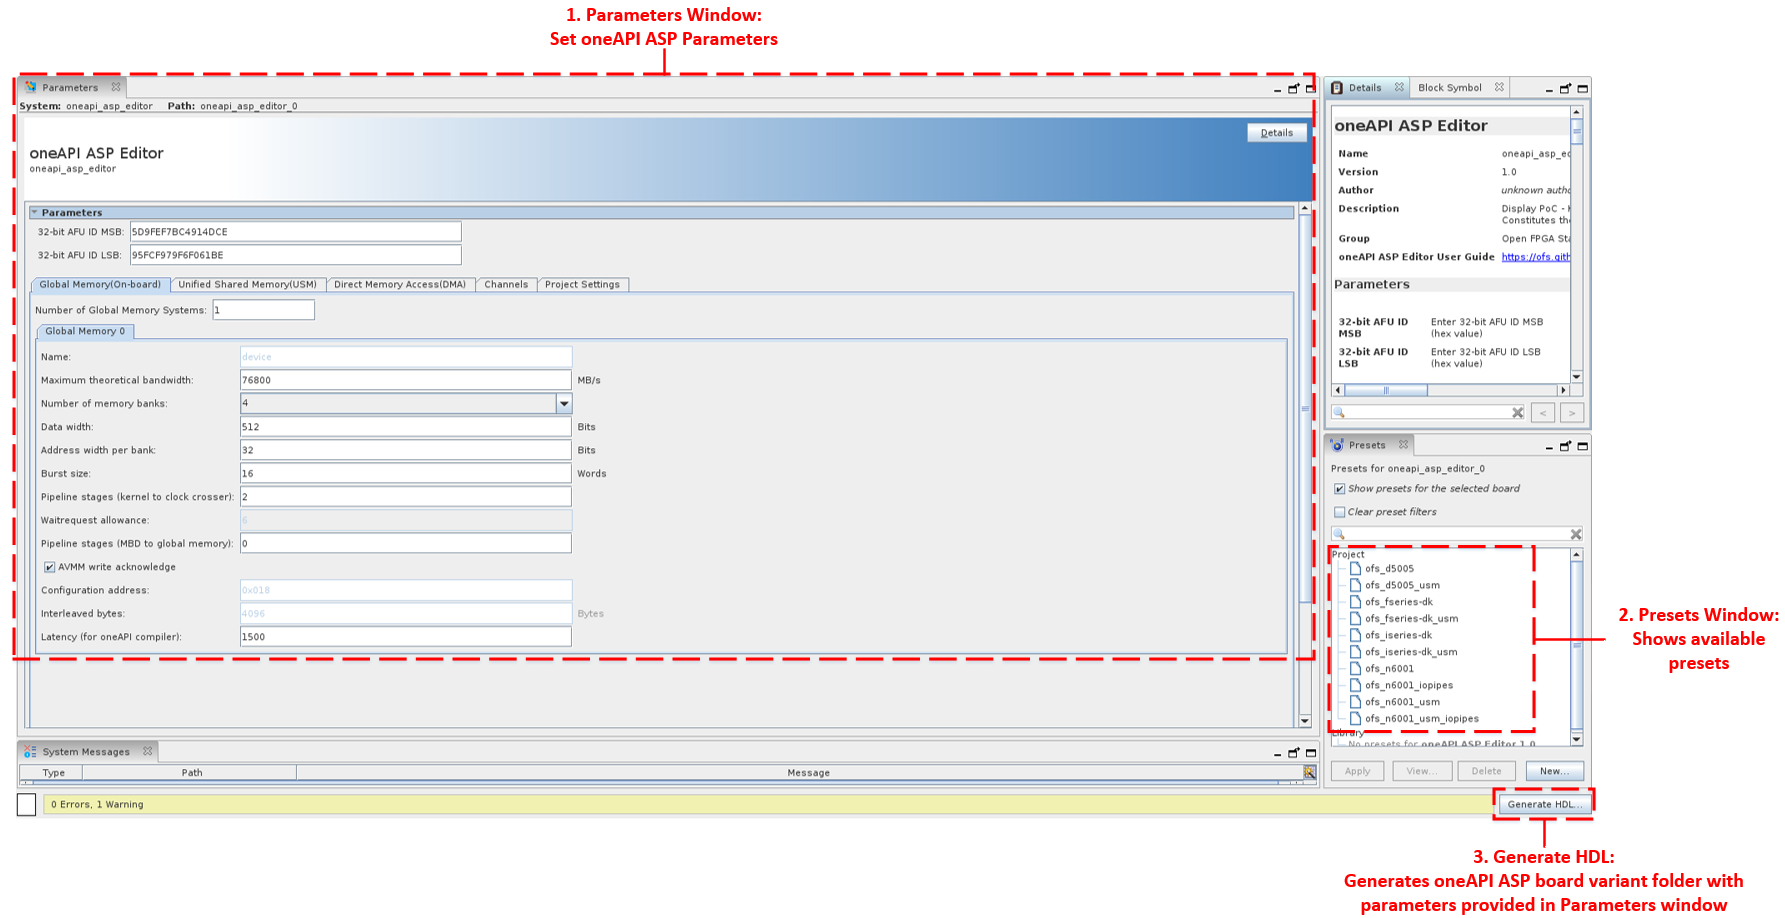 1. Parameters Window:
Set oneAPI ASP Parameters
Parameters
System: oneapi_asp_editor Path: oneapi_asp_editor_0
Details
oneAPI ASP Editor
oneapi_asp_editor
Parameters
32-bit AFU ID MSB: 5D9FEF7BC4914DCE
32-bit AFU ID LSB: 95FCF979F6F061BE
Global Memory(On-board) Unified Shared Memory(USM) Direct Memory Access(DMA) Channels Project Settings
Number of Global Memory Systems: 1
Global Memory 0
Name: device
Maximum theoretical bandwidth: 76800 MB/s
Number of memory banks: 4
Data width: 512 Bits
Address width per bank: 32 Bits
Burst size: 16 Words
Pipeline stages (kernel to clock crosser): 2
Waitrequest allowance: 6
Pipeline stages (MBD to global memory): 0
AVMM write acknowledge
Configuration address: 0x018
Interleaved bytes: 4096 Bytes
Latency (for oneAPI compiler): 1500
System Messages
Type Path Message
0 Errors, 1 Warning
Details Block Symbol
oneAPI ASP Editor
Name oneapi_asp_ed
Version 1.0
Author unknown autho
Description Display PoC -
Constitutes the
Group Open FPGA Sta
oneAPI ASP Editor User Guide https://ofs.gith
Parameters
32-bit AFU ID MSB Enter 32-bit AFU ID MSB
(hex value)
32-bit AFU ID LSB Enter 32-bit AFU ID LSB
(hex value)
< >
Presets
Presets for oneapi_asp_editor_0
Show presets for the selected board
Clear preset filters
Project
ofs_d5005
ofs_d5005_usm
ofs_fseries-dk
ofs_fseries-dk_usm
ofs_iseries-dk
ofs_iseries-dk_usm
ofs_n6001
ofs_n6001_iopipes
ofs_n6001_usm
ofs_n6001_usm_iopipes
Library
No presets for oneAPI ASP Editor 1.0
Apply View... Delete New...
Generate HDL...
2. Presets Window:
Shows available
presets
3. Generate HDL:
Generates oneAPI ASP board variant folder with
parameters provided in Parameters window